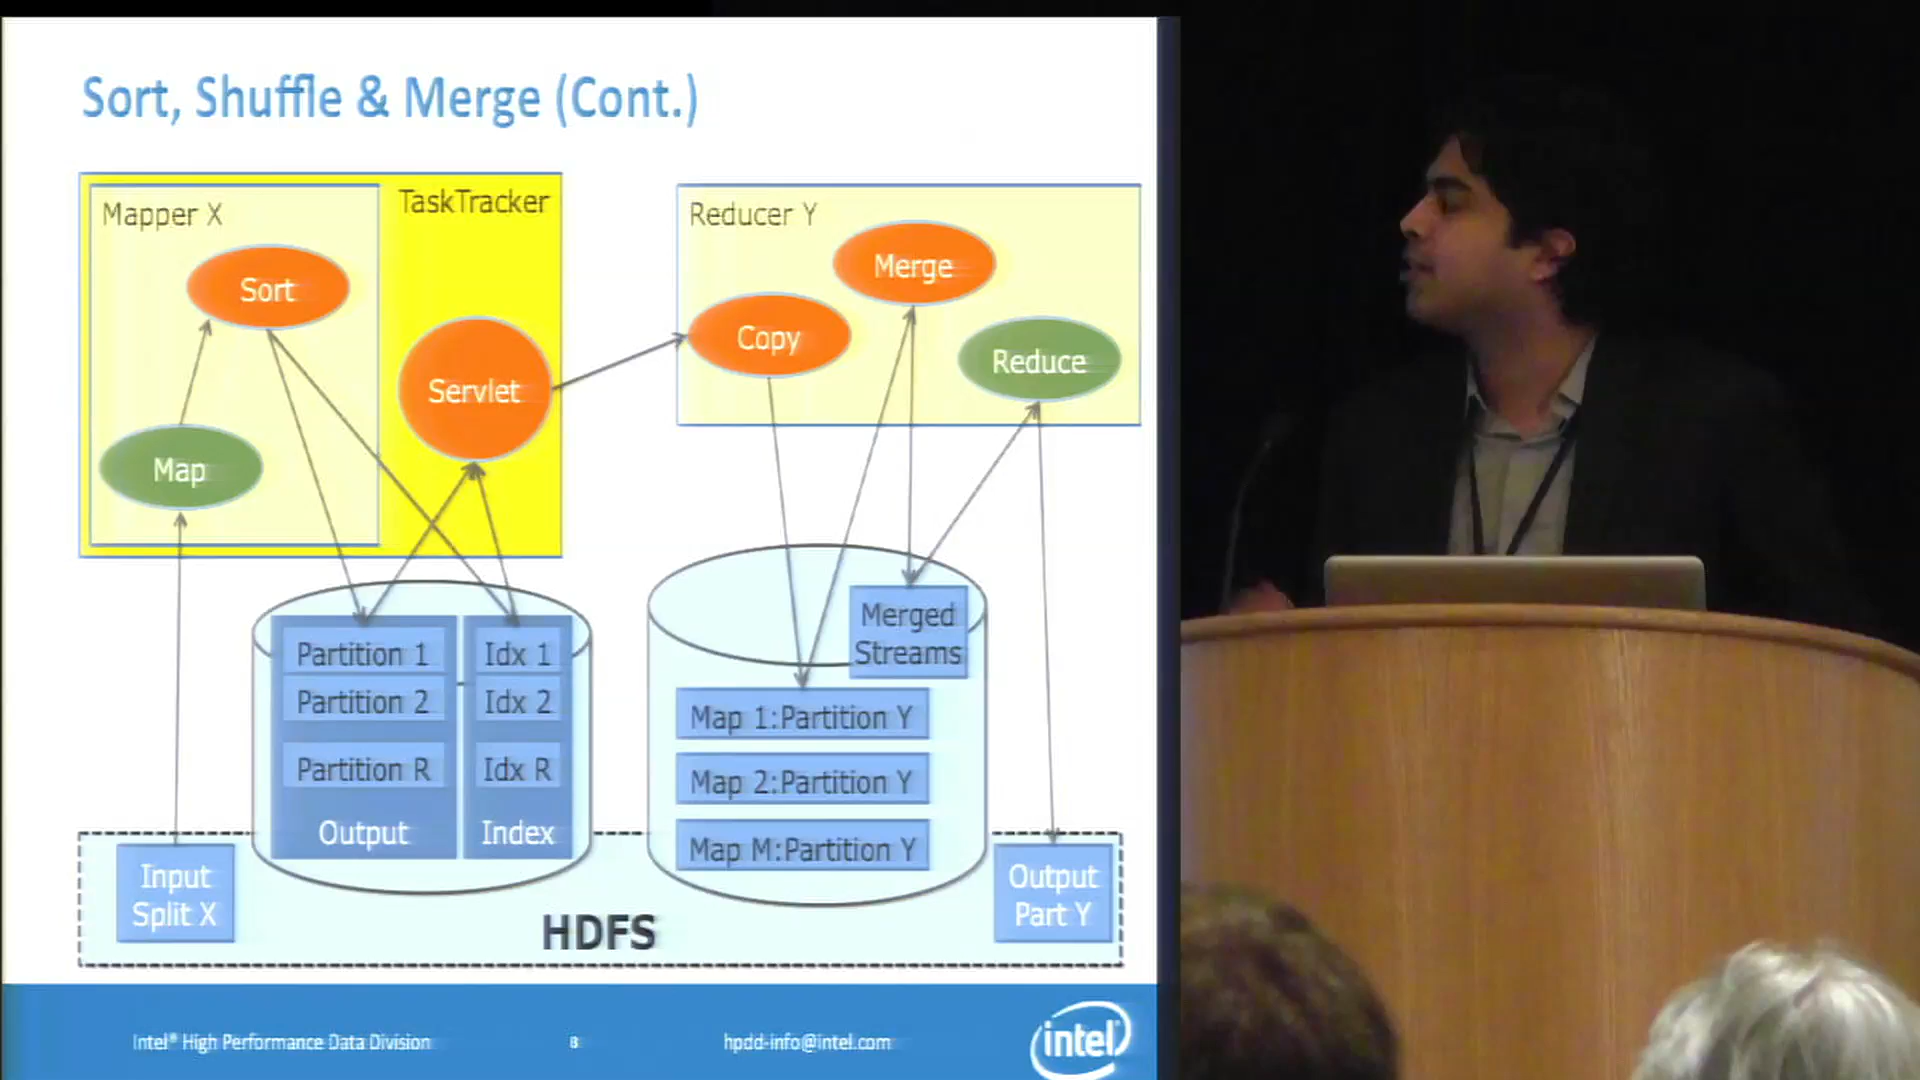 Sort, Shuffle & Merge (Cont.)
Mapper X
TaskTracker
Sort
Servlet
Map
Reducer Y
Merge
Copy
Reduce
Partition 1
Idx 1
Partition 2
Idx 2
Partition R
Idx R
Output
Index
Merged
Streams
Map 1:Partition Y
Map 2:Partition Y
Map M:Partition Y
Input
Split X
HDFS
Output
Part Y
Intel® High Performance Data Division
8
hpdd-info@intel.com
intel